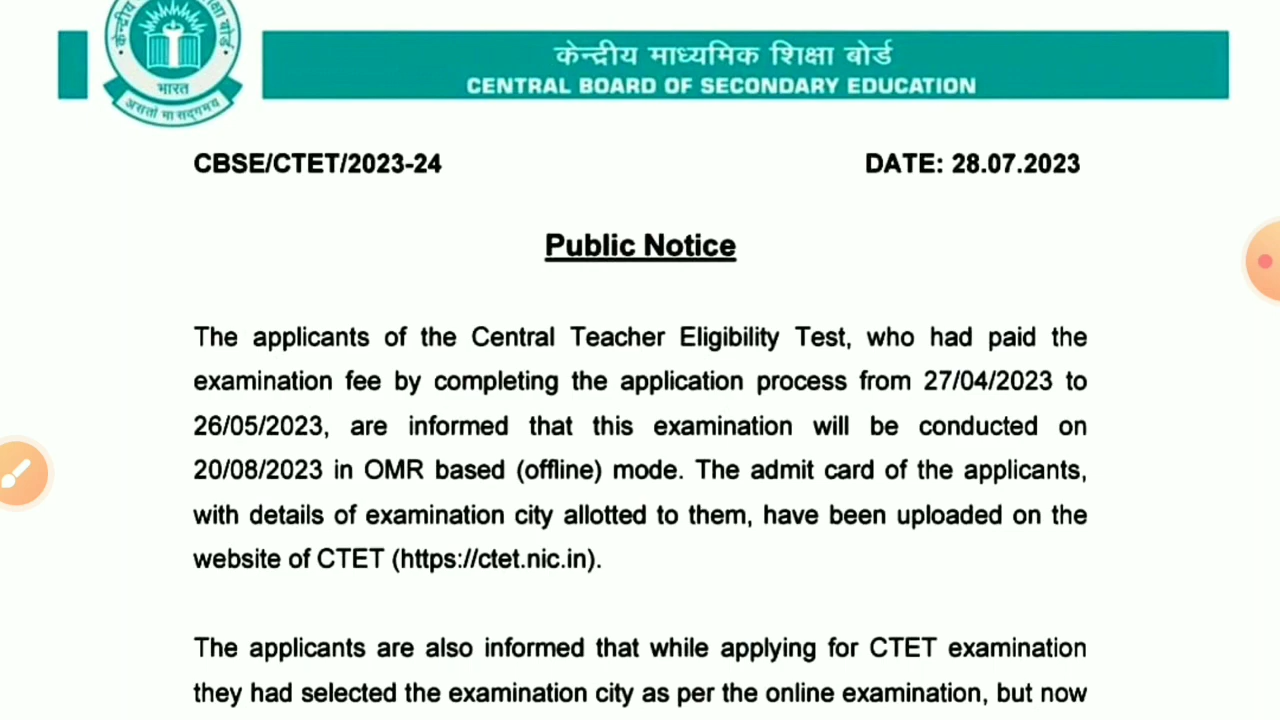 केन्द्रीय माध्यमिक शिक्षा बोर्ड
CENTRAL BOARD OF SECONDARY EDUCATION
भारत
असतो मा सद्गमय
CBSE/CTET/2023-24 DATE: 28.07.2023
Public Notice
The applicants of the Central Teacher Eligibility Test, who had paid the
examination fee by completing the application process from 27/04/2023 to
26/05/2023, are informed that this examination will be conducted on
20/08/2023 in OMR based (offline) mode. The admit card of the applicants,
with details of examination city allotted to them, have been uploaded on the
website of CTET (https://ctet.nic.in).
The applicants are also informed that while applying for CTET examination
they had selected the examination city as per the online examination, but now